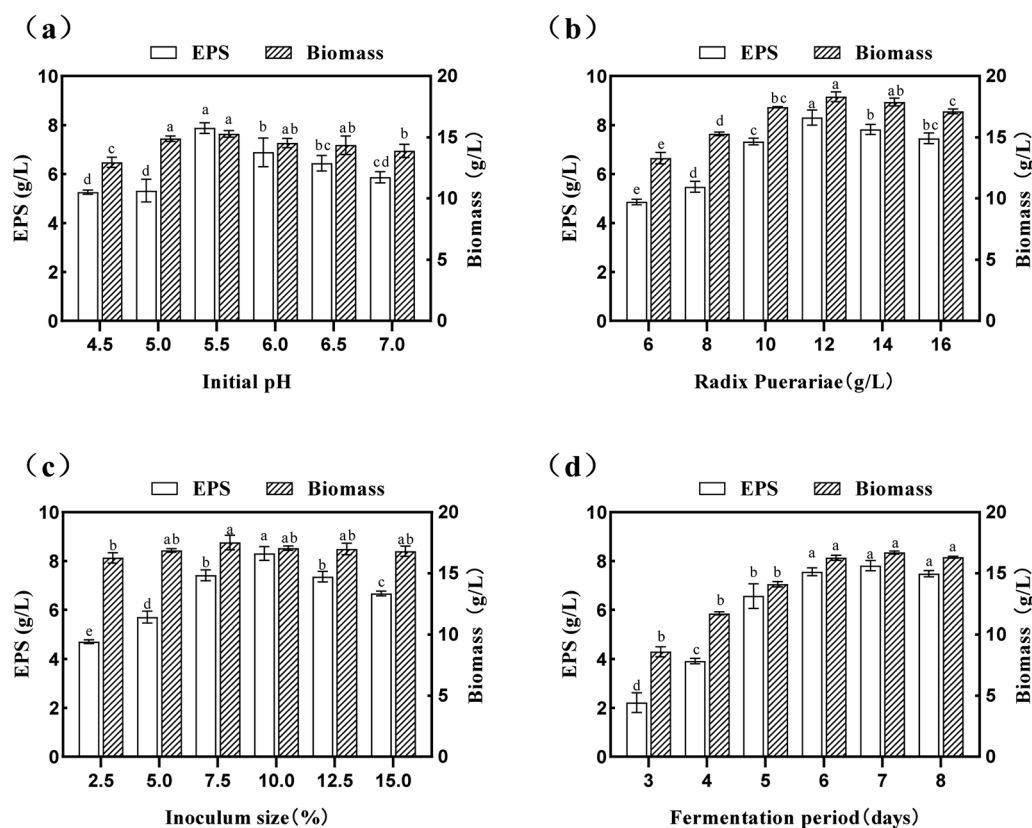 （a）
EPS Biomass
10
8
6
4
2
0
EPS (g/L)
d c d a a a b ab bc ab cd b
20
15
10
5
0
Biomass（g/L）
4.5 5.0 5.5 6.0 6.5 7.0
Initial pH
（b）
EPS Biomass
10
8
6
4
2
0
EPS (g/L)
e e e d c bc a a b ab bc c
20
15
10
5
0
Biomass（g/L）
6 8 10 12 14 16
Radix Puerariae（g/L）
（c）
EPS Biomass
10
8
6
4
2
0
EPS (g/L)
e b d ab b a a ab b ab c ab
20
15
10
5
0
Biomass（g/L）
2.5 5.0 7.5 10.0 12.5 15.0
Inoculum size（%）
（d）
EPS Biomass
10
8
6
4
2
0
EPS (g/L)
d b c b b b a a a a a a
20
15
10
5
0
Biomass（g/L）
3 4 5 6 7 8
Fermentation period（days）